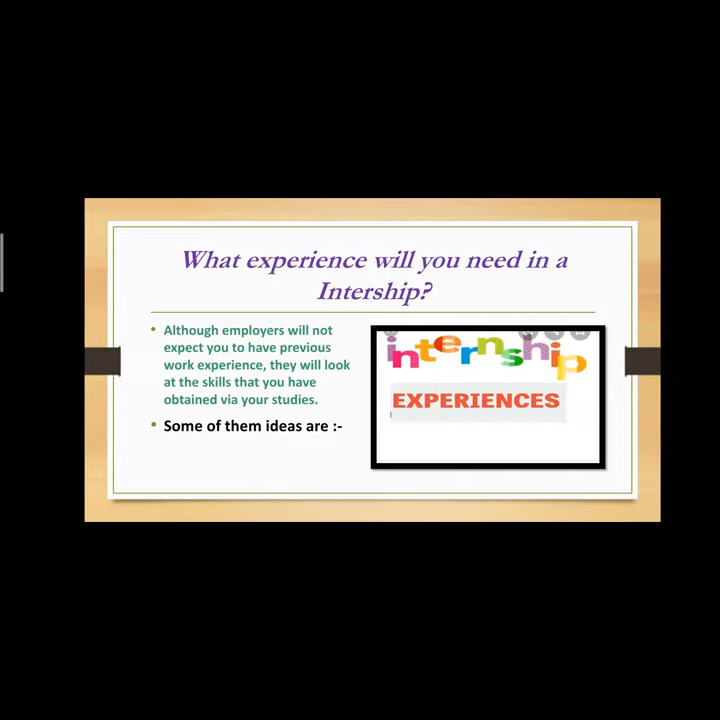 What experience will you need in a
Intership?
• Although employers will not
expect you to have previous
work experience, they will look
at the skills that you have
obtained via your studies.
• Some of them ideas are :-
internship
EXPERIENCES